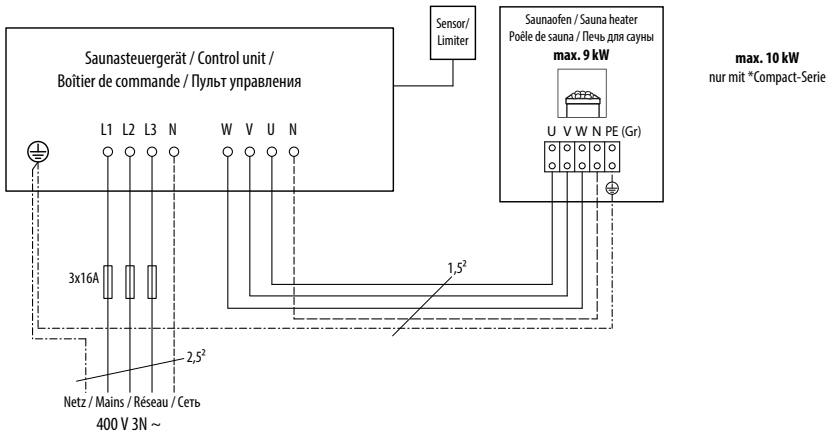 Saunasteuergerät / Control unit /
Boîtier de commande / Пульт управления
Sensor/
Limiter
Saunaofen / Sauna heater
Poêle de sauna / Печь для сауны
max. 9 kW
max. 10 kW
nur mit *Compact-Serie
L1 L2 L3 N
W V U N
U V W N PE (Gr)
3x16A
1,5²
2,5²
Netz / Mains / Réseau / Сеть
400 V 3N ~